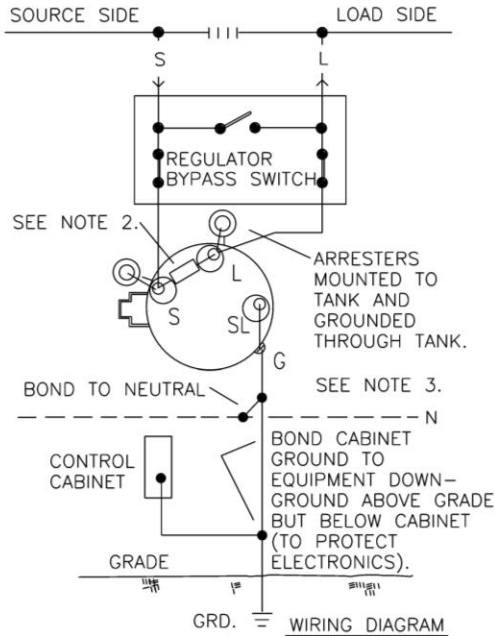 SOURCE SIDE
LOAD SIDE
S
L
REGULATOR
BYPASS SWITCH
SEE NOTE 2.
L
S
SL
G
ARRESTERS
MOUNTED TO
TANK AND
GROUNDED
THROUGH TANK.
BOND TO NEUTRAL
SEE NOTE 3.
N
CONTROL
CABINET
BOND CABINET
GROUND TO
EQUIPMENT DOWN-
GROUND ABOVE GRADE
BUT BELOW CABINET
(TO PROTECT
ELECTRONICS).
GRADE
GRD.
WIRING DIAGRAM